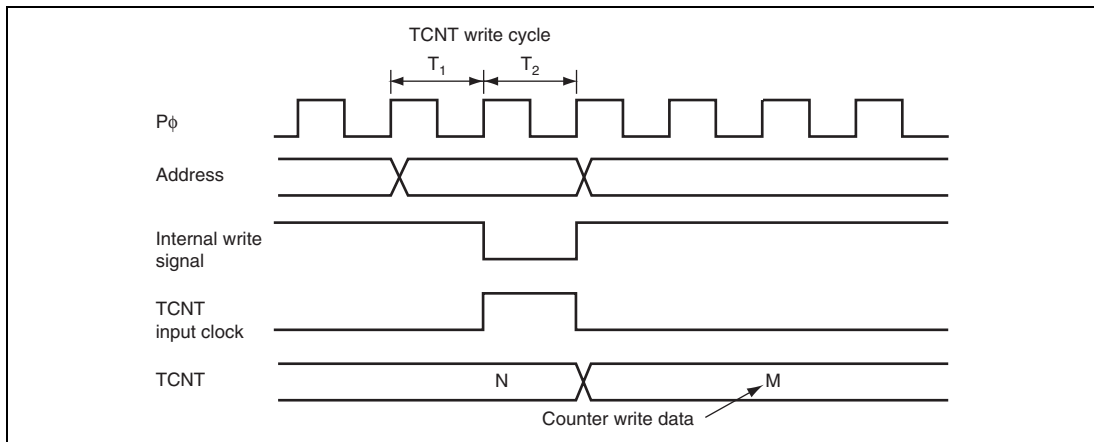 TCNT write cycle
T1 T2
Pϕ
Address
Internal write
signal
TCNT
input clock
TCNT N M
Counter write data